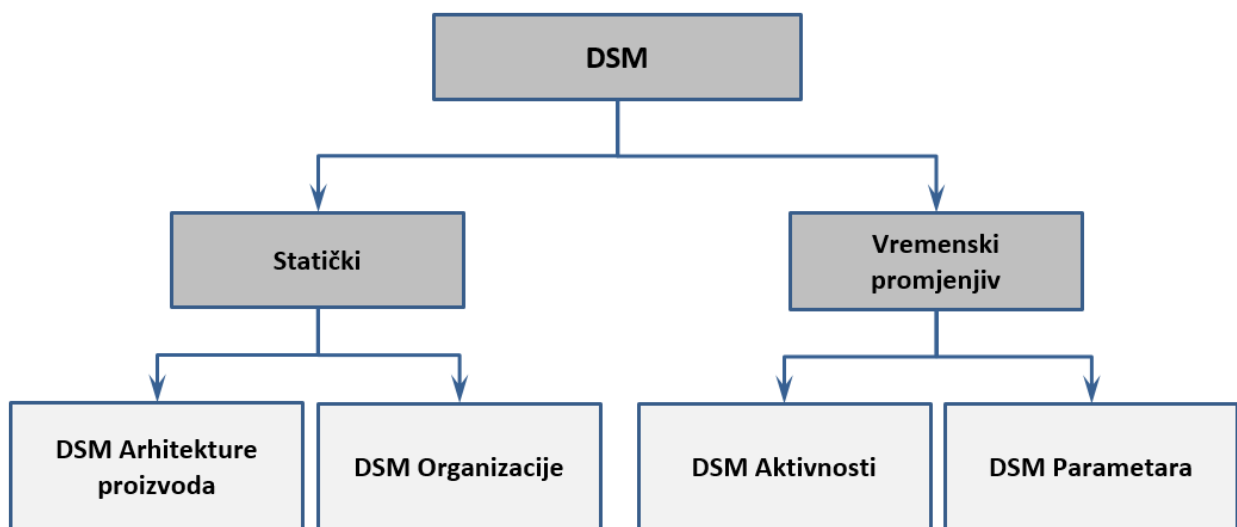 DSM
Statički
Vremenski
promjenjiv
DSM Arhitekture
proizvoda
DSM Organizacije
DSM Aktivnosti
DSM Parametara